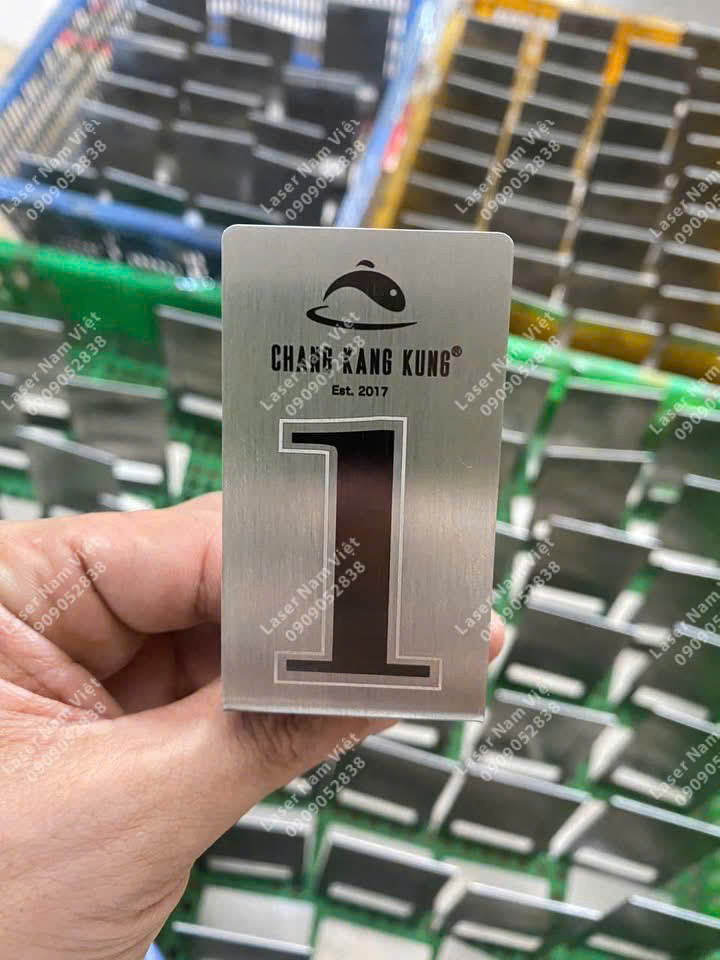 CHANG KANG KUNG®
Est. 2017
1
Laser Nam Việt
0909052838